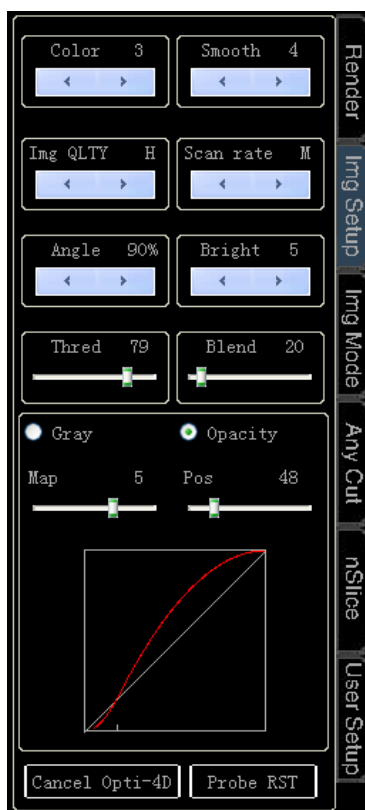 Color 3
Smooth 4
Img QLTY H
Scan rate M
Angle 90%
Bright 5
Thred 79
Blend 20
Gray
Opacity
Map 5
Pos 48
Cancel Opti-4D
Probe RST
Render
Img Setup
Img Mode
Any Cut
nSlice
User Setup